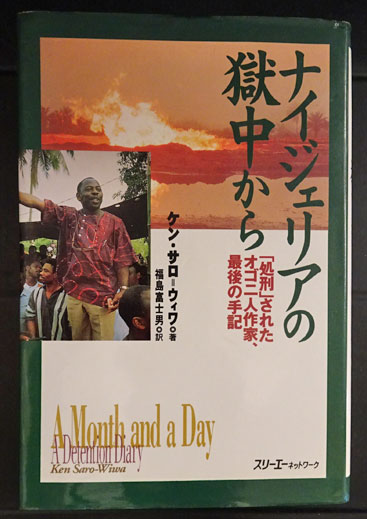 ナイジェリアの
獄中から
「処刑」された
オゴニ人作家、
最後の手記
ケン・サロ=ウィワ○著
福島富士男○訳
A Month and a Day
A Detention Diary
Ken Saro-Wiwa
スリーエーネットワーク